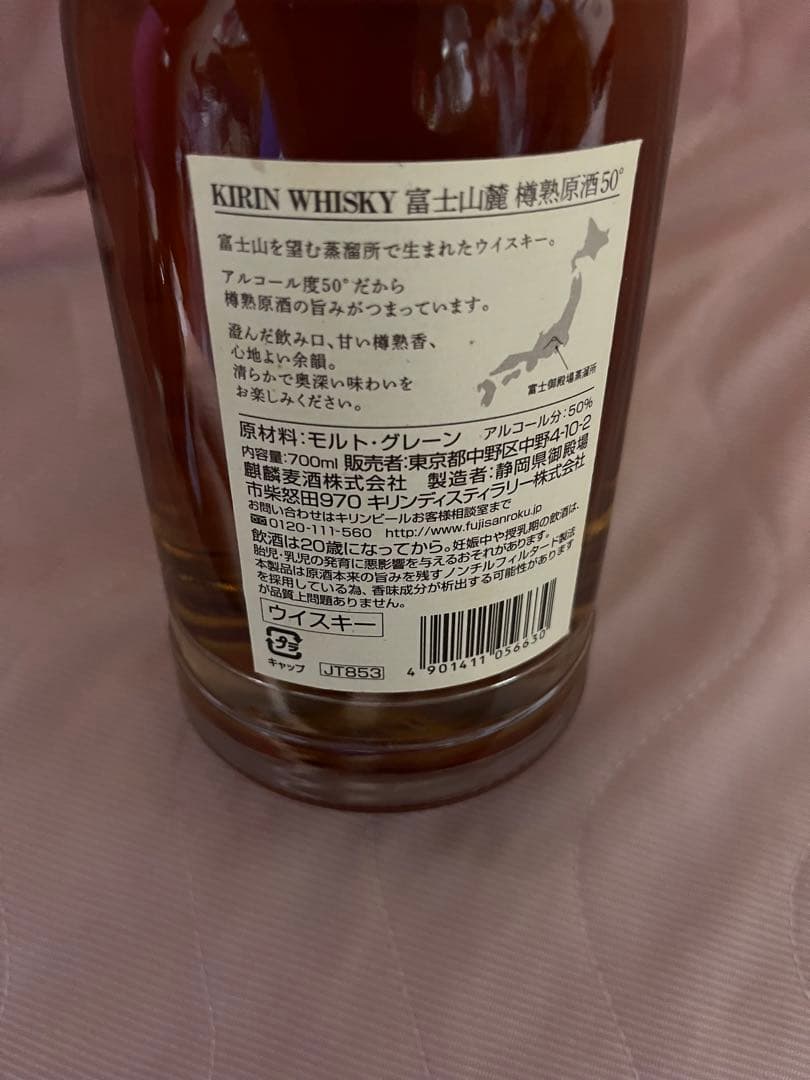 KIRIN WHISKY 富士山麓 樽熟原酒50°
富士山を望む蒸溜所で生まれたウイスキー。
アルコール度50°だから
樽熟原酒の旨みがつまっています。
澄んだ飲み口、甘い樽熟香、
心地よい余韻。
清らかで奥深い味わいを
お楽しみください。
富士御殿場蒸溜所
原材料:モルト・グレーン アルコール分:50%
内容量:700ml 販売者:東京都中野区中野4-10-2
麒麟麦酒株式会社 製造者:静岡県御殿場
市柴怒田970 キリンディスティラリー株式会社
お問い合わせはキリンビールお客様相談室まで
0120-111-560 http://www.fujisanroku.jp
飲酒は20歳になってから。妊娠中や授乳期の飲酒は、
胎児・乳児の発育に悪影響を与えるおそれがあります。
本製品は原酒本来の旨みを残すノンチルフィルタード製法
を採用している為、香味成分が析出する可能性があります
が品質上問題ありません。
ウイスキー
プラ
キャップ
JT853
4 901411 056630